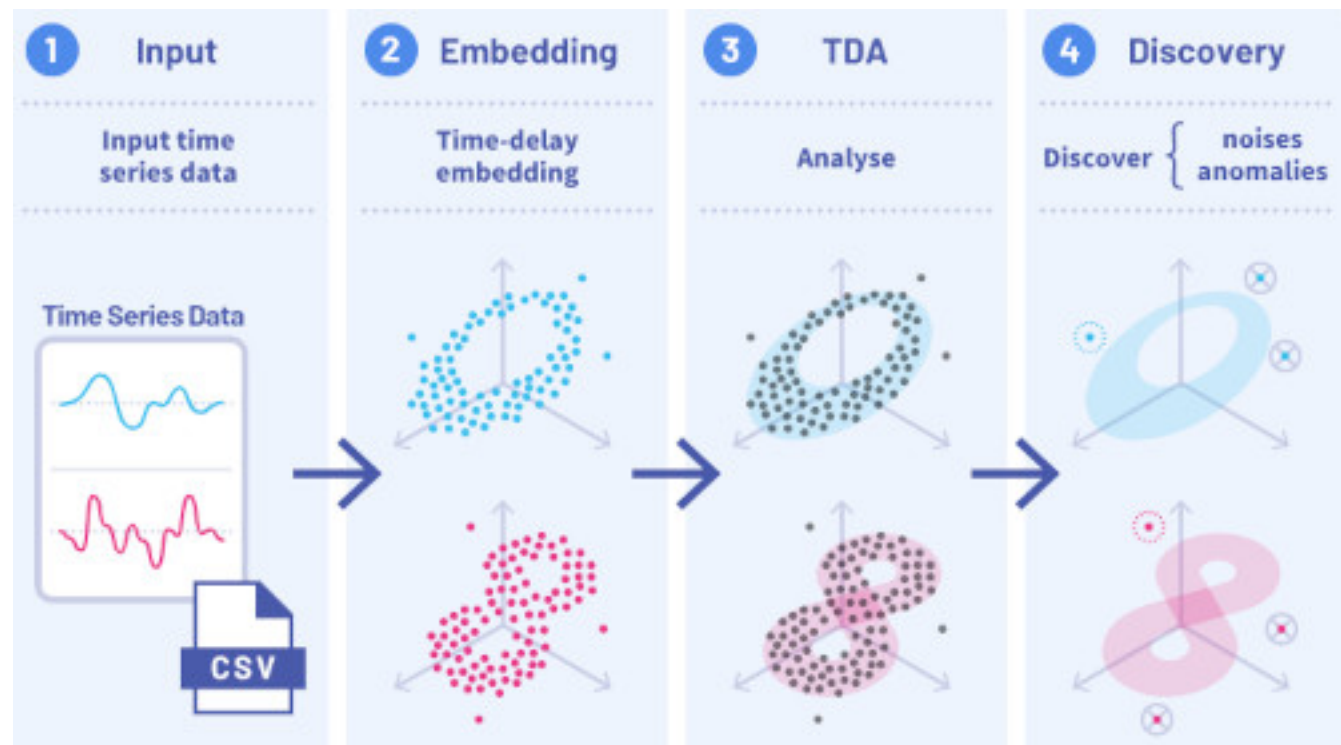 1 Input
Input time
series data
Time Series Data
CSV
2 Embedding
Time-delay
embedding
3 TDA
Analyse
4 Discovery
Discover { noises
anomalies